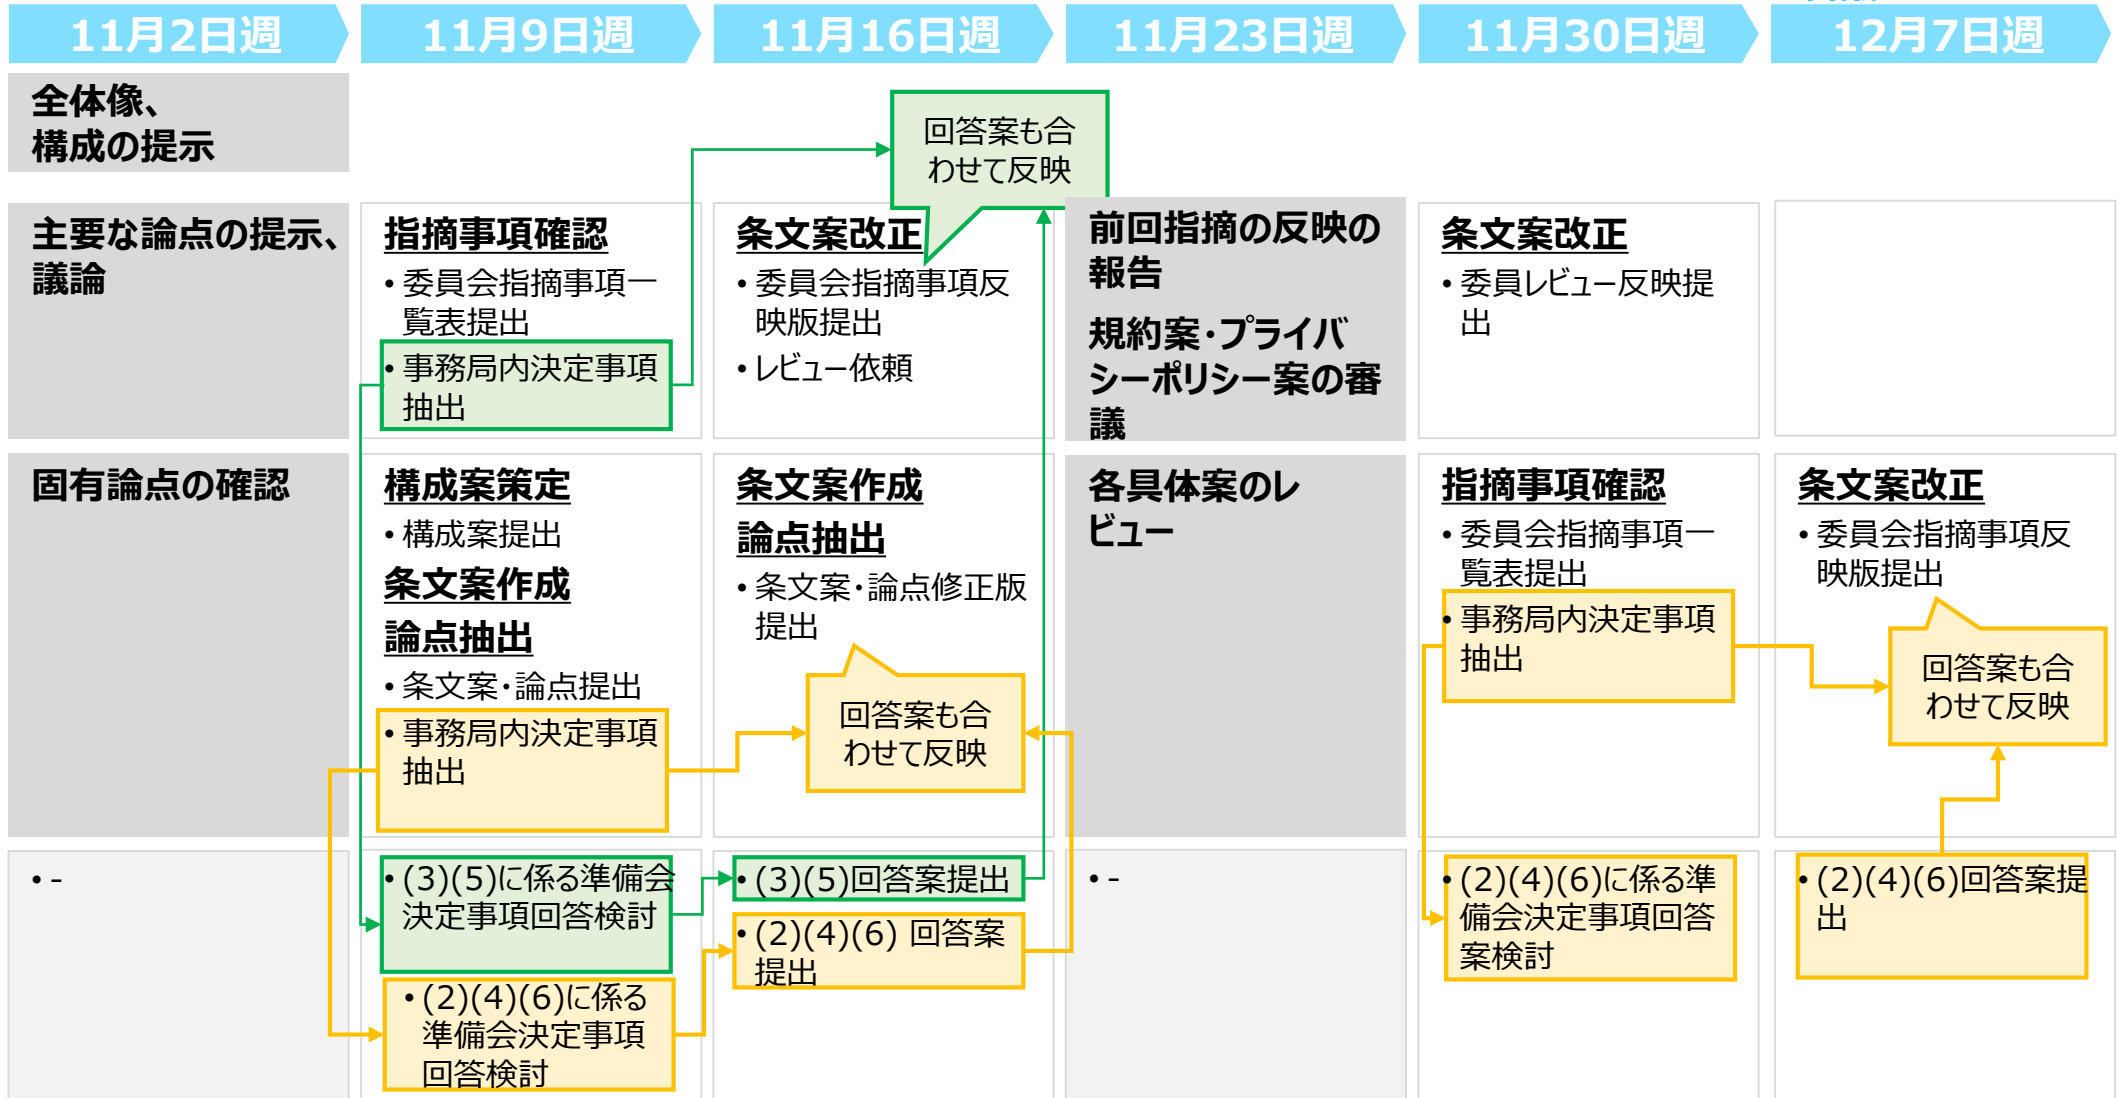 11月2日週
11月9日週
11月16日週
11月23日週
11月30日週
12月7日週
全体像、
構成の提示
回答案も合
わせて反映
主要な論点の提示、
議論
指摘事項確認
• 委員会指摘事項一
覧表提出
• 事務局内決定事項
抽出
条文案改正
• 委員会指摘事項反
映版提出
• レビュー依頼
前回指摘の反映の
報告
規約案・プライバ
シーポリシー案の審
議
条文案改正
• 委員レビュー反映提
出
固有論点の確認
構成案策定
• 構成案提出
条文案作成
論点抽出
• 条文案・論点提出
• 事務局内決定事項
抽出
条文案作成
論点抽出
• 条文案・論点修正版
提出
回答案も合
わせて反映
各具体案のレ
ビュー
指摘事項確認
• 委員会指摘事項一
覧表提出
• 事務局内決定事項
抽出
条文案改正
• 委員会指摘事項反
映版提出
回答案も合
わせて反映
• -
• (3)(5)に係る準備会
決定事項回答検討
• (2)(4)(6)に係る
準備会決定事項
回答検討
• (3)(5)回答案提出
• (2)(4)(6) 回答案
提出
• -
• (2)(4)(6)に係る準
備会決定事項回答
案検討
• (2)(4)(6)回答案提
出